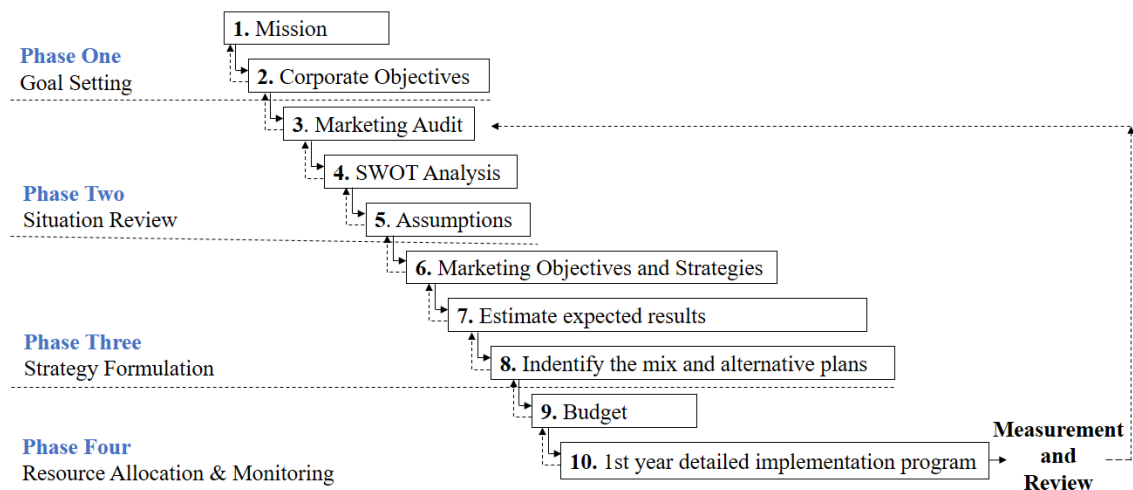 1. Mission
Phase One
Goal Setting
2. Corporate Objectives
3. Marketing Audit
4. SWOT Analysis
Phase Two
Situation Review
5. Assumptions
6. Marketing Objectives and Strategies
7. Estimate expected results
Phase Three
Strategy Formulation
8. Indentify the mix and alternative plans
9. Budget
Phase Four
Resource Allocation & Monitoring
10. 1st year detailed implementation program
Measurement
and
Review